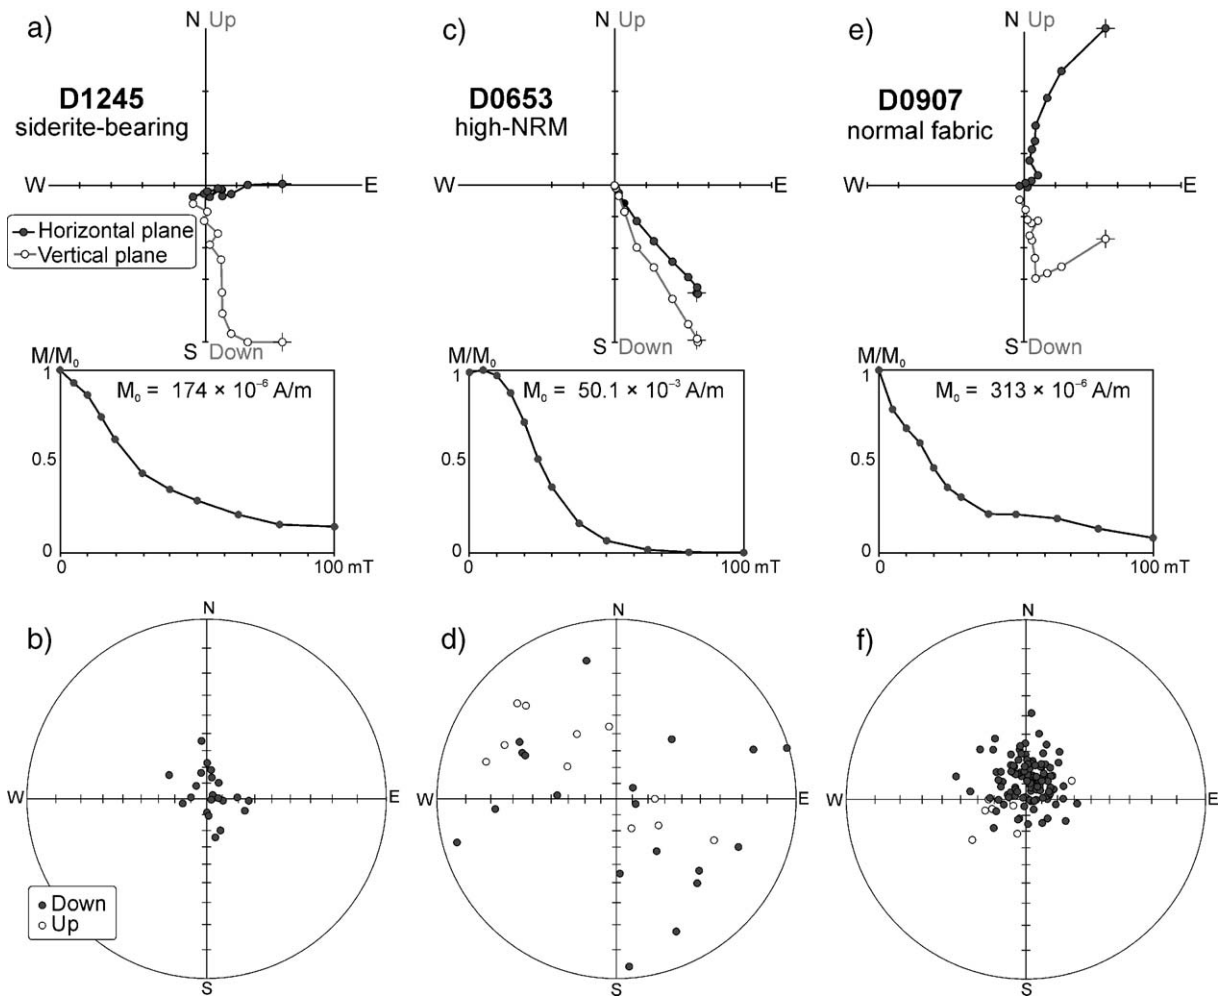 a)
N Up
D1245
siderite-bearing
W
E
Horizontal plane
Vertical plane
S Down
M/M0
M0 = 174 × 10−6 A/m
1
0.5
0
0
100 mT
c)
N Up
D0653
high-NRM
W
E
S Down
M/M0
M0 = 50.1 × 10−3 A/m
1
0.5
0
0
100 mT
e)
N Up
D0907
normal fabric
W
E
S Down
M/M0
M0 = 313 × 10−6 A/m
1
0.5
0
0
100 mT
b)
N
W
E
S
Down
Up
d)
N
W
E
S
f)
N
W
E
S